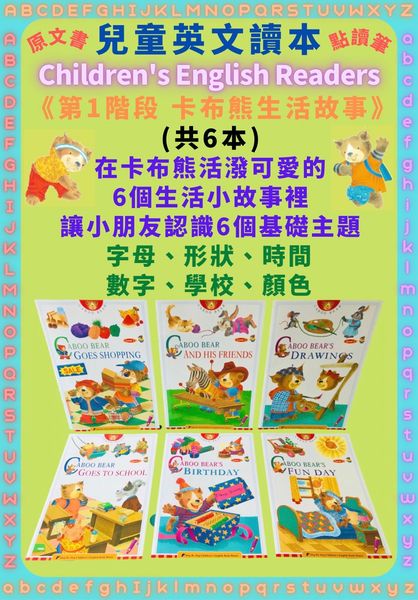 ABCDEFGHIJKLMNOPQRSTUVWXYZ
原文書
兒童英文讀本
點讀筆
Children's English Readers
《第1階段 卡布熊生活故事》
(共6本)
在卡布熊活潑可愛的
6個生活小故事裡
讓小朋友認識6個基礎主題
字母、形狀、時間
數字、學校、顏色
CABOO BEAR
GOES SHOPPING
SALE
CABOO BEAR
AND HIS FRIENDS
CABOO BEAR'S
DRAWINGS
CABOO BEAR
GOES TO SCHOOL
CABOO BEAR'S
BIRTHDAY
CABOO BEAR'S
FUN DAY
abcdefghIjklmnopqrstuvwxyz